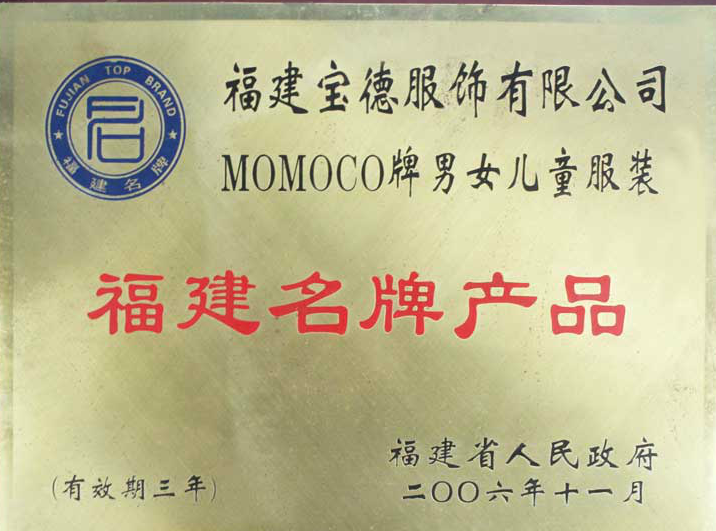 FUJIAN TOP BRAND
福建名牌
福建宝德服饰有限公司
MOMOCO牌男女儿童服装
福建名牌产品
福建省人民政府
(有效期三年)
二〇〇六年十一月